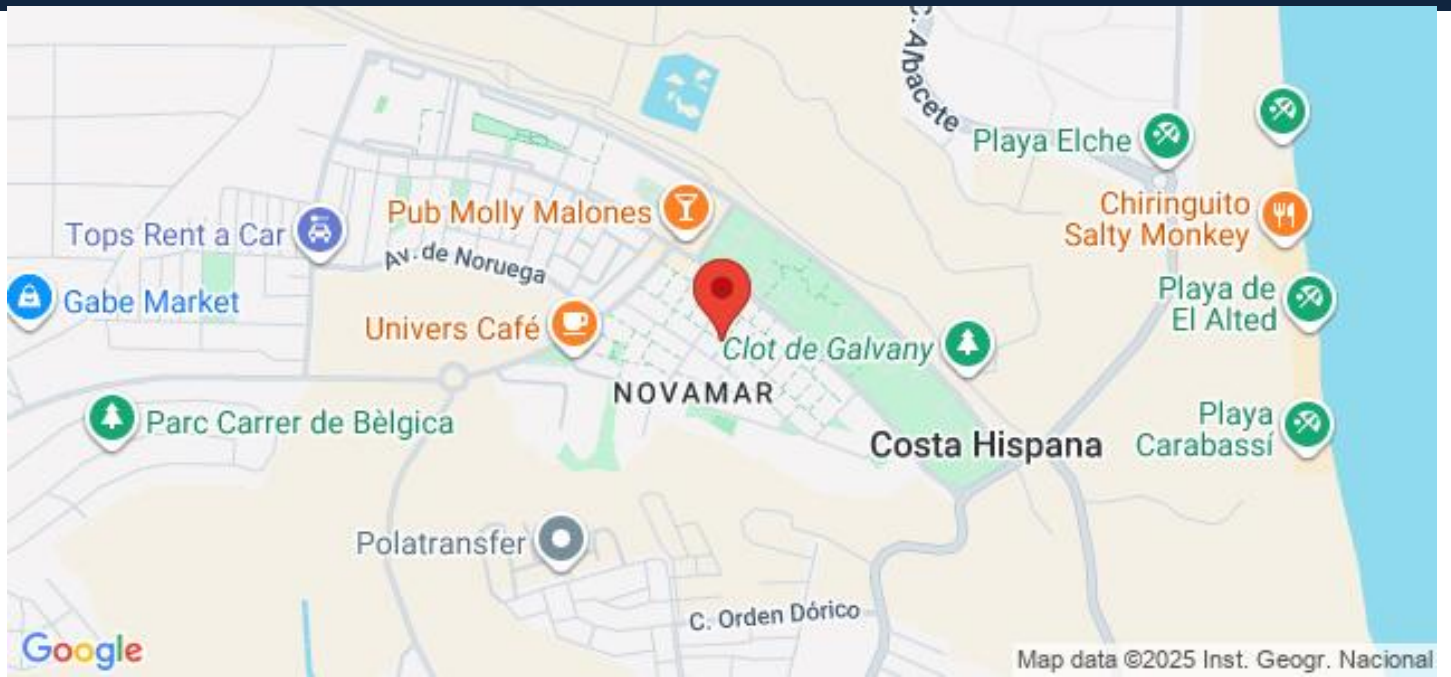 C. Albacete
Playa Elche
Pub Molly Malones
Chiringuito
Salty Monkey
Tops Rent a Car
Av. de Noruega
Gabe Market
Playa de
El Alted
Univers Café
Clot de Galvany
NOVAMAR
Parc Carrer de Bèlgica
Playa
Carabassí
Costa Hispana
Polatransfer
C. Orden Dórico
Google
Map data ©2025 Inst. Geogr. Nacional